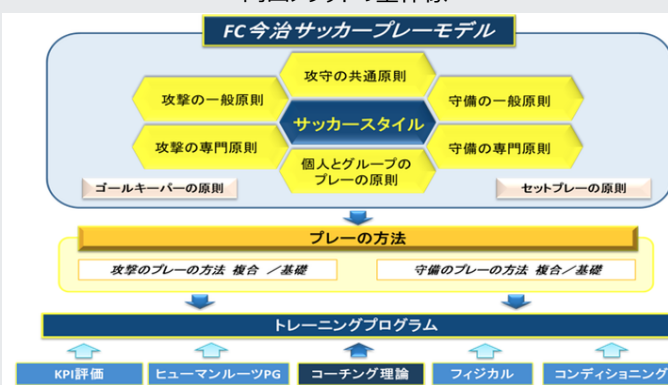 FC今治サッカープレーモデル
攻守の共通原則
攻撃の一般原則
守備の一般原則
サッカースタイル
攻撃の専門原則
守備の専門原則
個人とグループの
プレーの原則
ゴールキーパーの原則
セットプレーの原則
プレーの方法
攻撃のプレーの方法 複合 ／基礎
守備のプレーの方法 複合／基礎
トレーニングプログラム
KPI評価
ヒューマンルーツPG
コーチング理論
フィジカル
コンディショニング